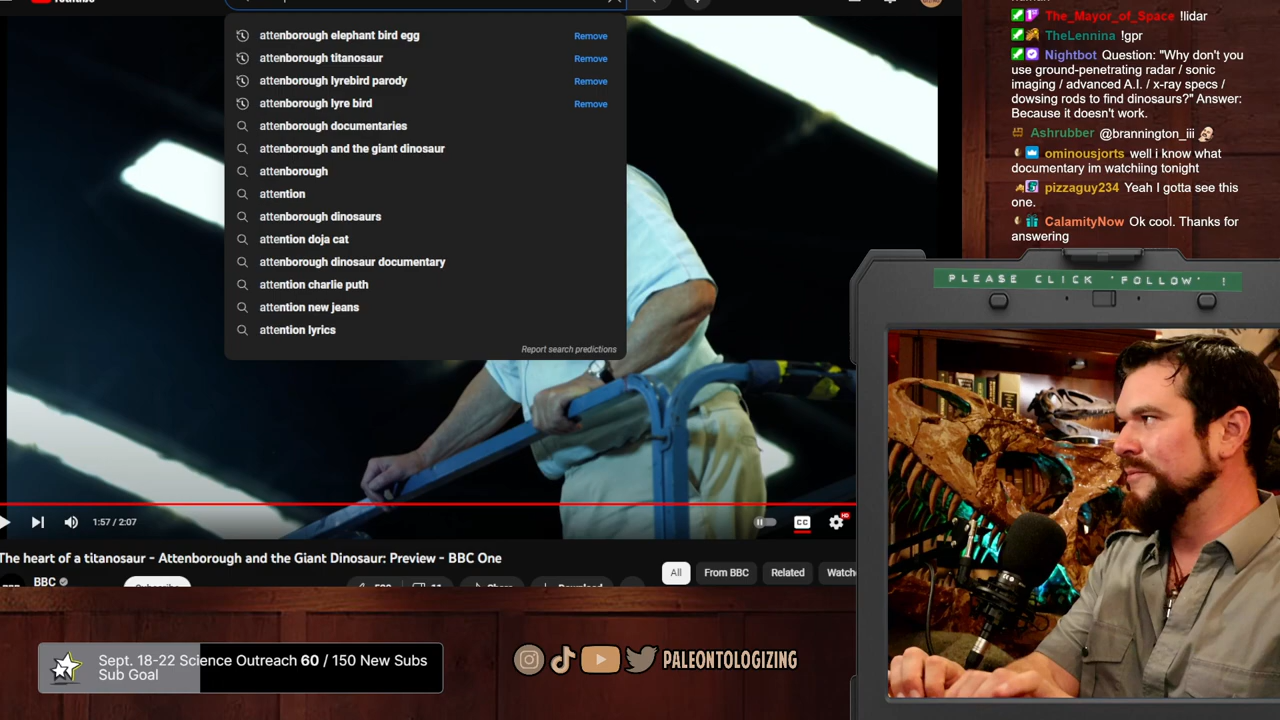 attenborough elephant bird egg Remove
attenborough titanosaur Remove
attenborough lyrebird parody Remove
attenborough lyre bird Remove
attenborough documentaries
attenborough and the giant dinosaur
attenborough
attention
attenborough dinosaurs
attention doja cat
attenborough dinosaur documentary
attention charlie puth
attention new jeans
attention lyrics
Report search predictions
1:57 / 2:07
CC
HD
The heart of a titanosaur - Attenborough and the Giant Dinosaur: Preview - BBC One
BBC
Subscribe
Share
Download
All
From BBC
Related
Watche
Sept. 18-22 Science Outreach 60 / 150 New Subs
Sub Goal
PALEONTOLOGIZING
The_Mayor_of_Space !lidar
TheLennina !gpr
Nightbot Question: "Why don't you
use ground-penetrating radar / sonic
imaging / advanced A.I. / x-ray specs /
dowsing rods to find dinosaurs?" Answer:
Because it doesn't work.
Ashrubber @brannington_iii
ominousjorts well i know what
documentary im watchiing tonight
pizzaguy234 Yeah I gotta see this
one.
CalamityNow Ok cool. Thanks for
answering
PLEASE CLICK 'FOLLOW' !